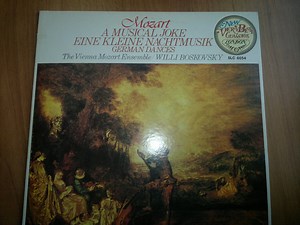 Mozart
A MUSICAL JOKE
EINE KLEINE NACHTMUSIK
GERMAN DANCES
The Vienna Mozart Ensemble WILLI BOSKOVSKY